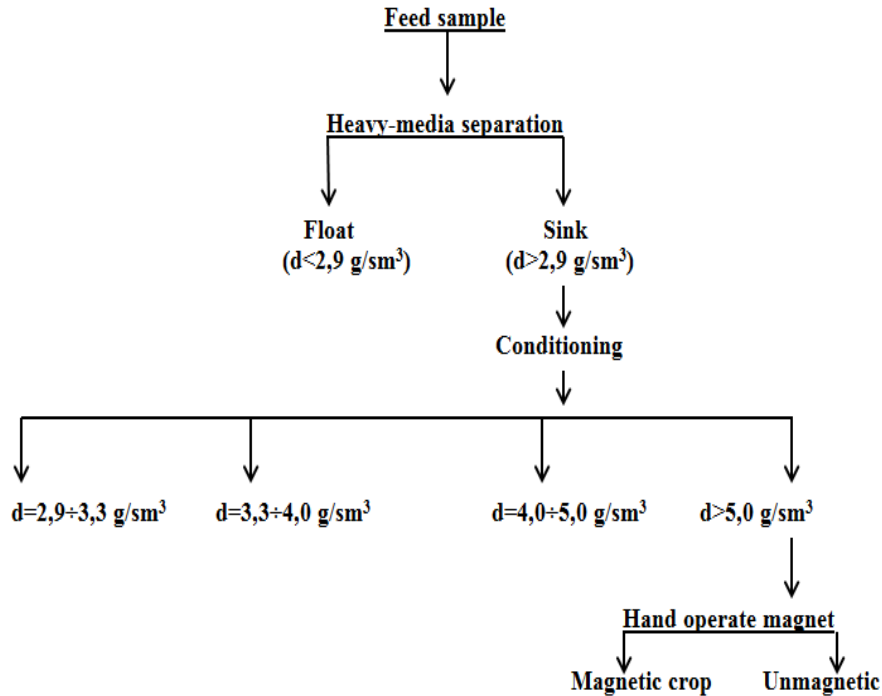 Feed sample
Heavy-media separation
Float
(d<2,9 g/sm³)
Sink
(d>2,9 g/sm³)
Conditioning
d=2,9÷3,3 g/sm³
d=3,3÷4,0 g/sm³
d=4,0÷5,0 g/sm³
d>5,0 g/sm³
Hand operate magnet
Magnetic crop
Unmagnetic